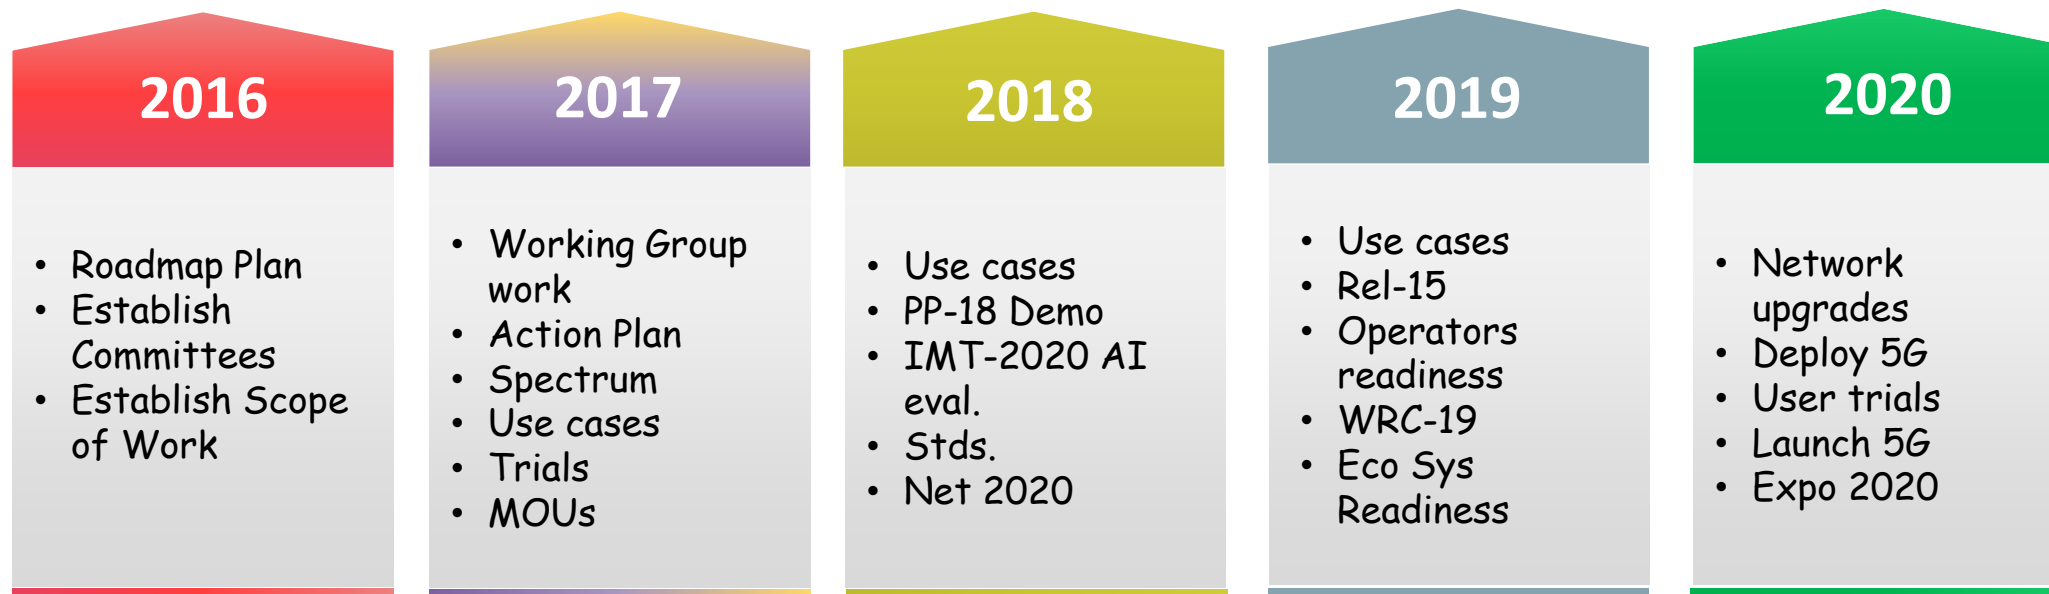 2016
• Roadmap Plan
• Establish
Committees
• Establish Scope
of Work
2017
• Working Group
work
• Action Plan
• Spectrum
• Use cases
• Trials
• MOUs
2018
• Use cases
• PP-18 Demo
• IMT-2020 AI
eval.
• Stds.
• Net 2020
2019
• Use cases
• Rel-15
• Operators
readiness
• WRC-19
• Eco Sys
Readiness
2020
• Network
upgrades
• Deploy 5G
• User trials
• Launch 5G
• Expo 2020